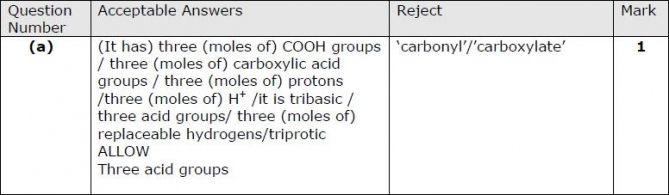 Question Number
Acceptable Answers
Reject
Mark
(a)
(It has) three (moles of) COOH groups
/ three (moles of) carboxylic acid
groups / three (moles of) protons
/three (moles of) H⁺ /it is tribasic /
three acid groups/ three (moles of)
replaceable hydrogens/triprotic
ALLOW
Three acid groups
‘carbonyl’/’carboxylate’
1